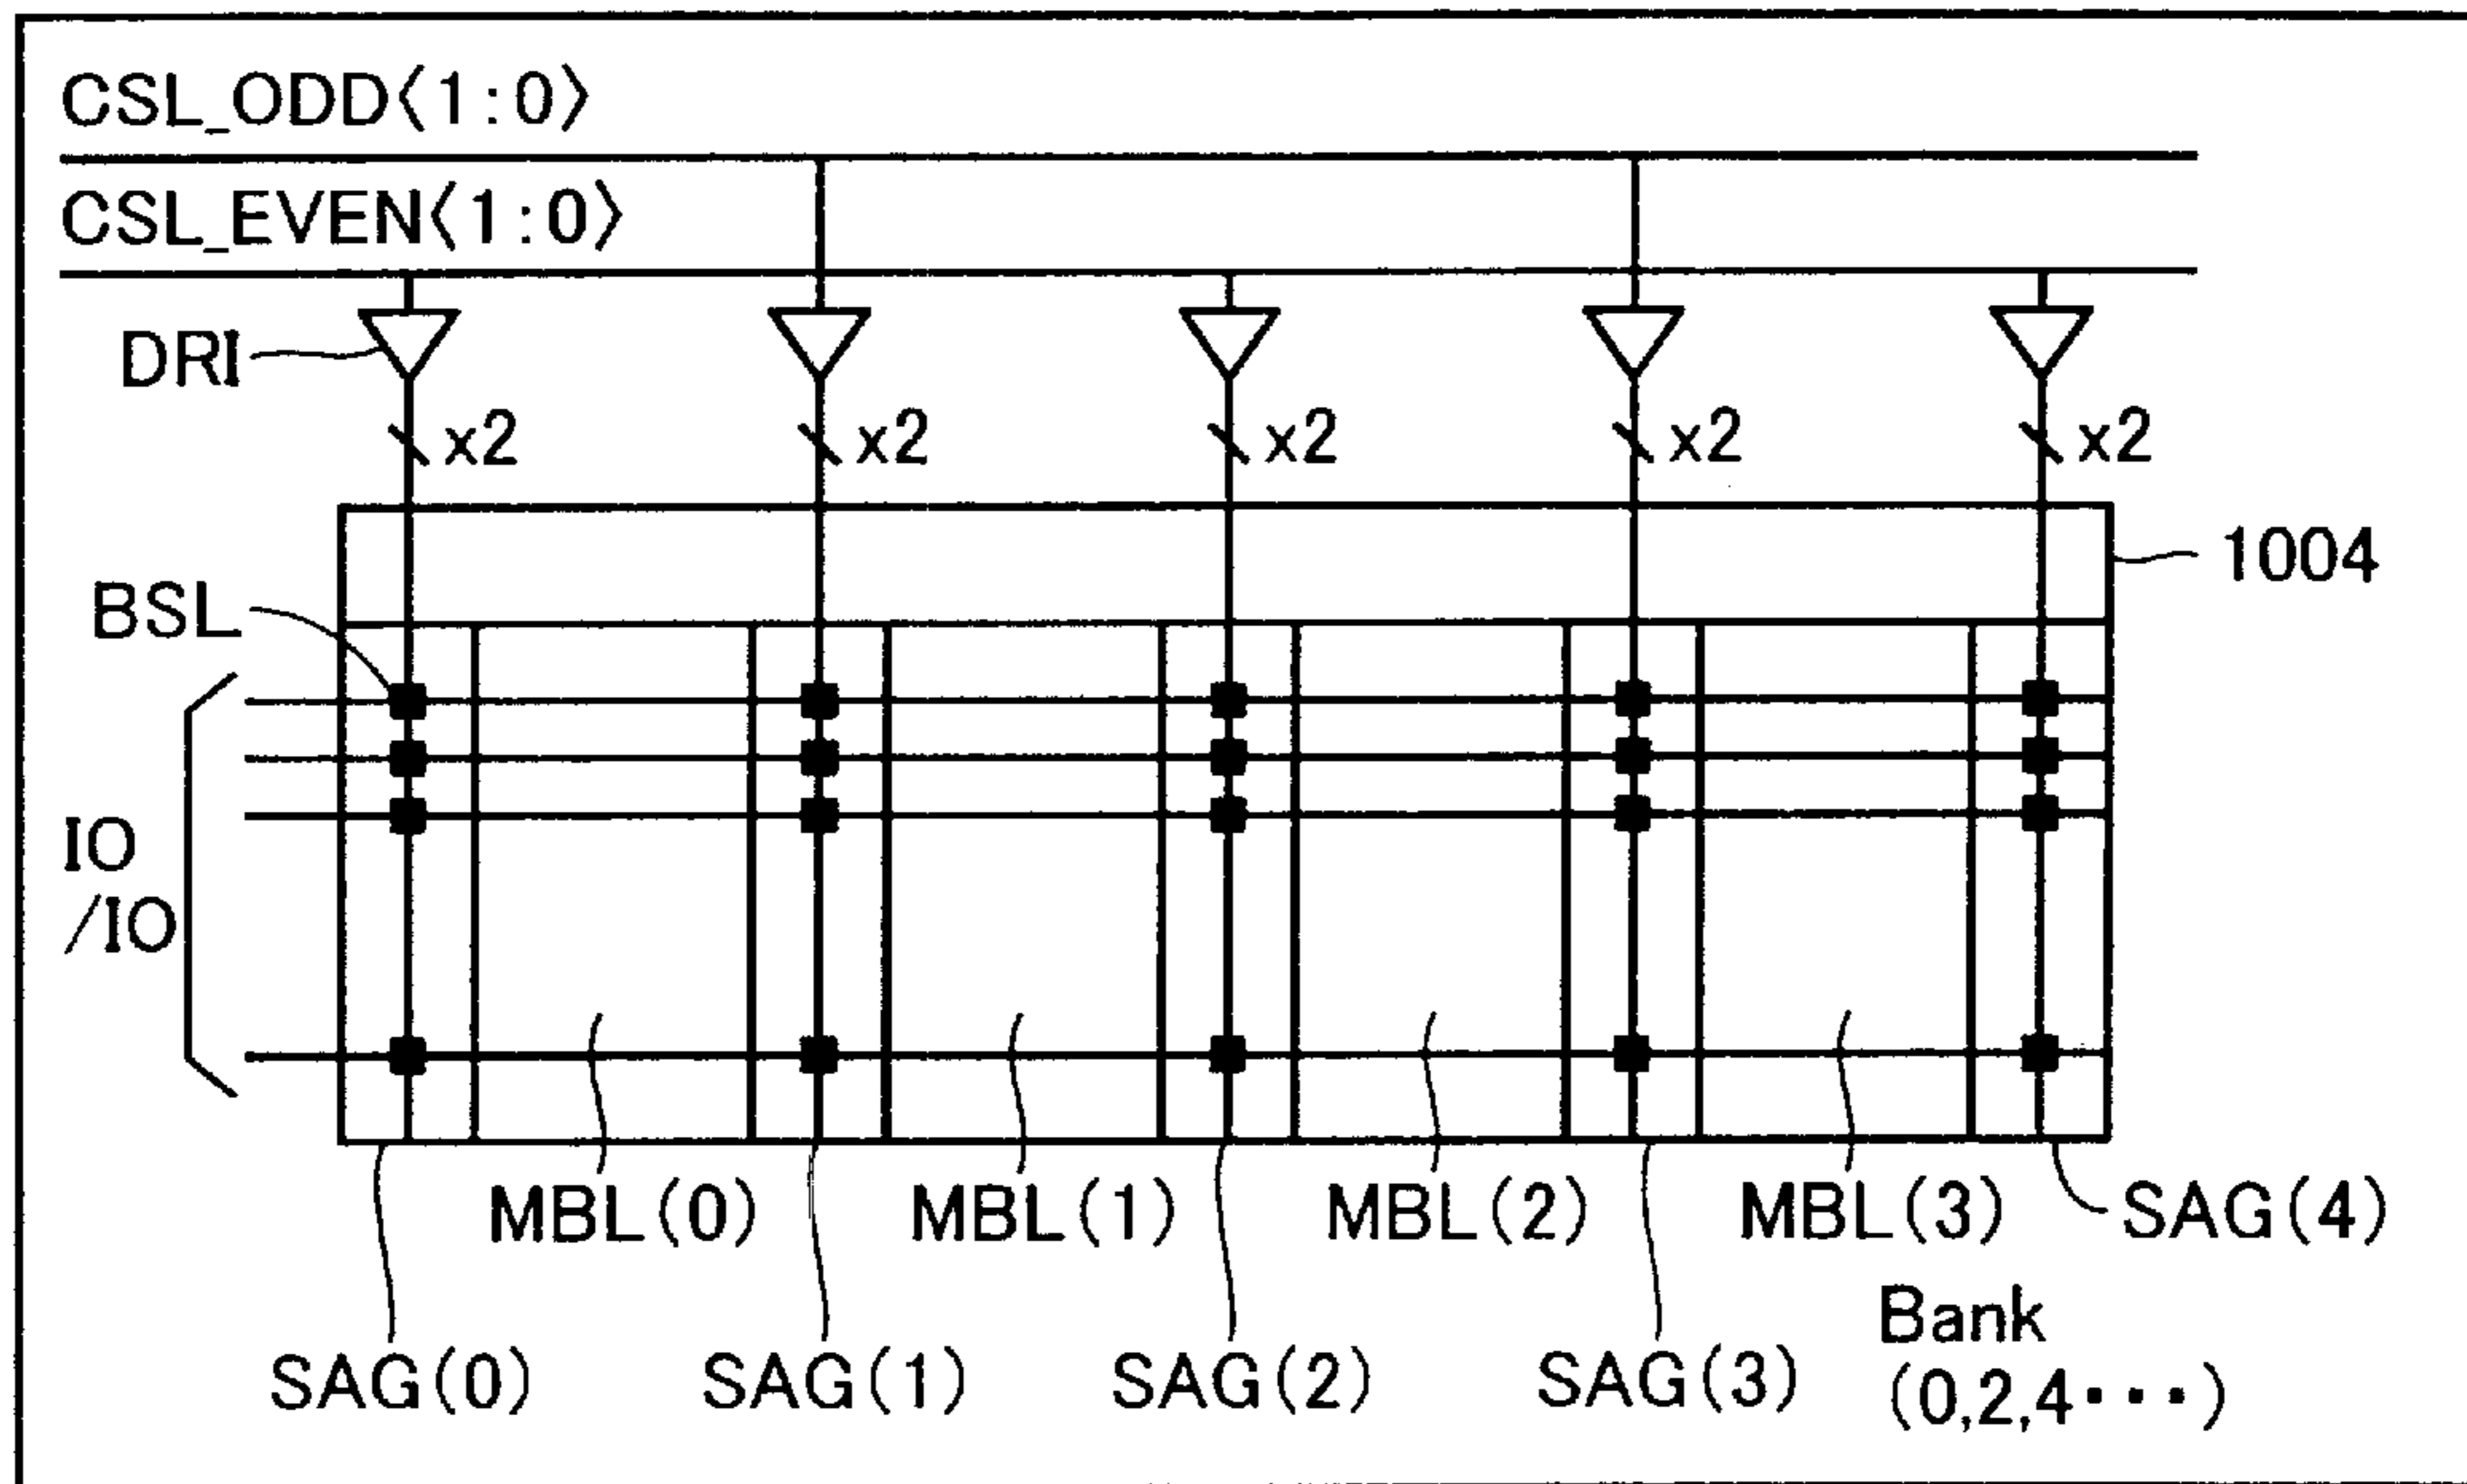 CSL_ODD⟨1:0⟩
CSL_EVEN⟨1:0⟩
DRI
x2 x2 x2 x2 x2
1004
BSL
IO
/IO
MBL(0) MBL(1) MBL(2) MBL(3) SAG(4)
SAG(0) SAG(1) SAG(2) SAG(3)
Bank
(0,2,4･･･)